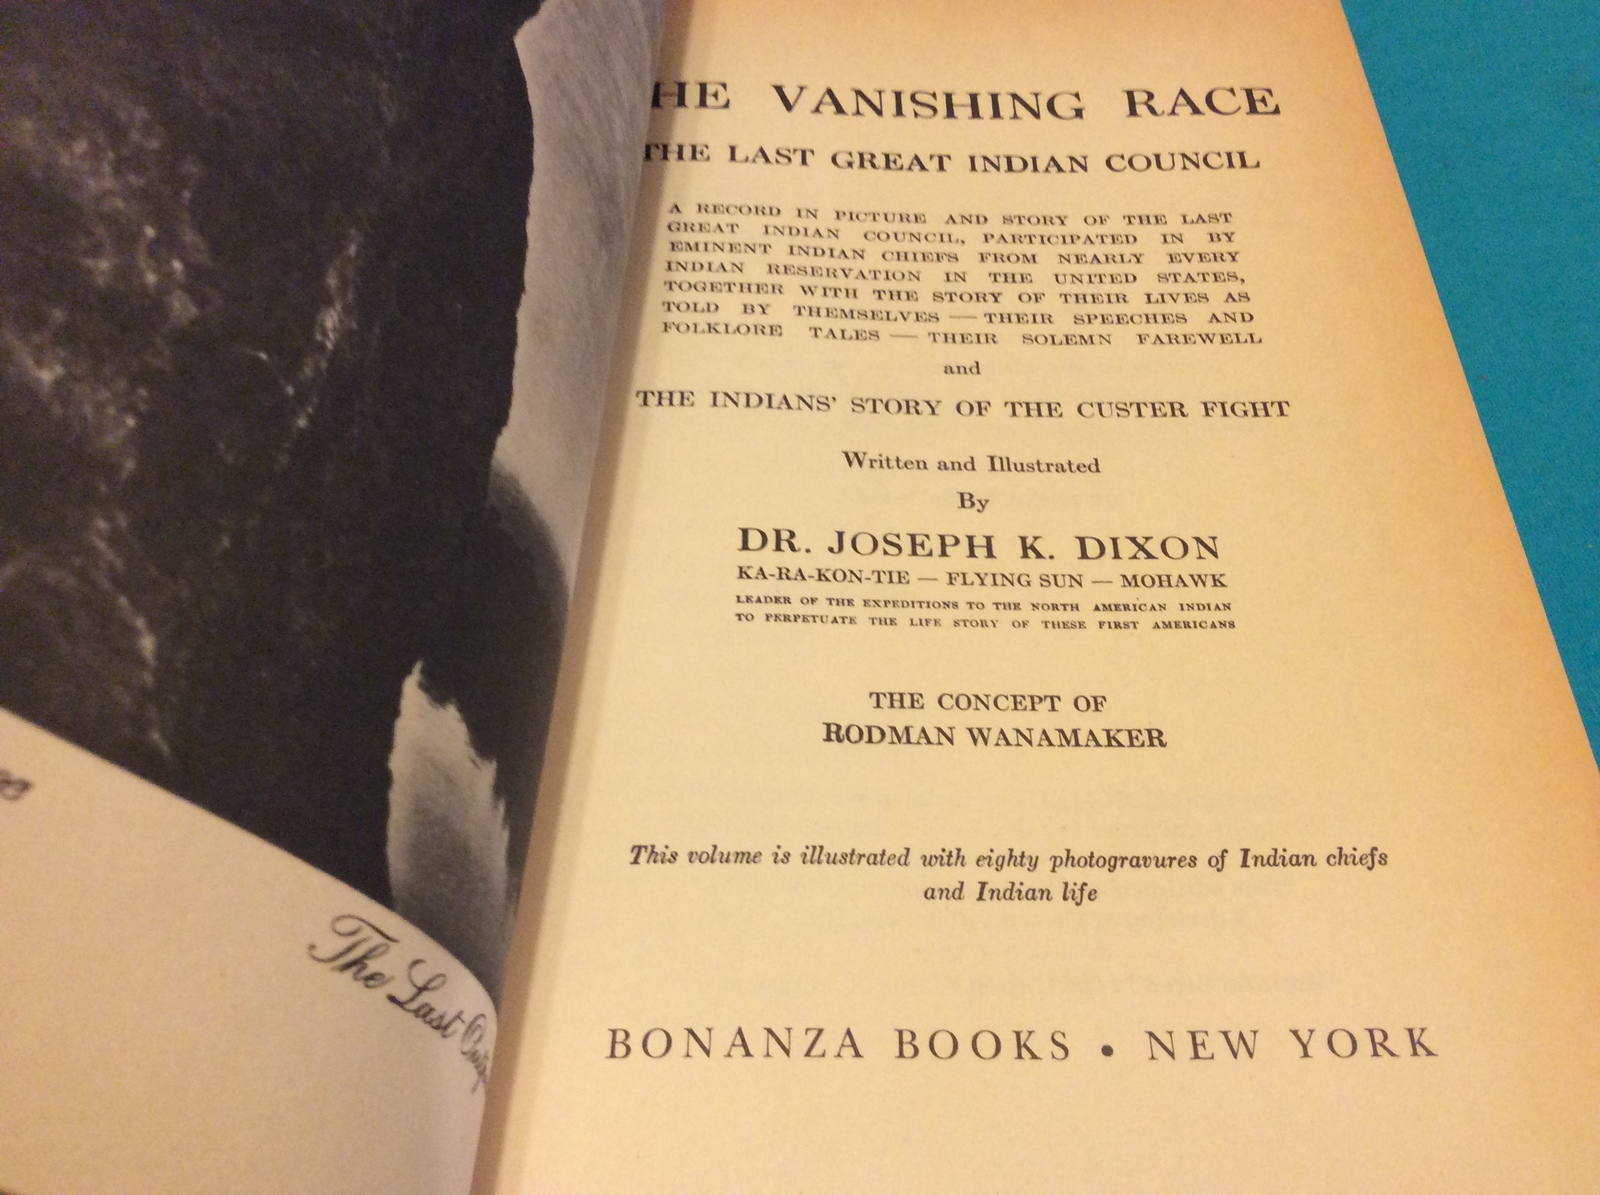 HE VANISHING RACE
THE LAST GREAT INDIAN COUNCIL
A RECORD IN PICTURE AND STORY OF THE LAST
GREAT INDIAN COUNCIL, PARTICIPATED IN BY
EMINENT INDIAN CHIEFS FROM NEARLY EVERY
INDIAN RESERVATION IN THE UNITED STATES,
TOGETHER WITH THE STORY OF THEIR LIVES AS
TOLD BY THEMSELVES — THEIR SPEECHES AND
FOLKLORE TALES — THEIR SOLEMN FAREWELL
and
THE INDIANS' STORY OF THE CUSTER FIGHT
Written and Illustrated
By
DR. JOSEPH K. DIXON
KA-RA-KON-TIE — FLYING SUN — MOHAWK
LEADER OF THE EXPEDITIONS TO THE NORTH AMERICAN INDIAN
TO PERPETUATE THE LIFE STORY OF THESE FIRST AMERICANS
THE CONCEPT OF
RODMAN WANAMAKER
This volume is illustrated with eighty photogravures of Indian chiefs
and Indian life
BONANZA BOOKS • NEW YORK
The Last